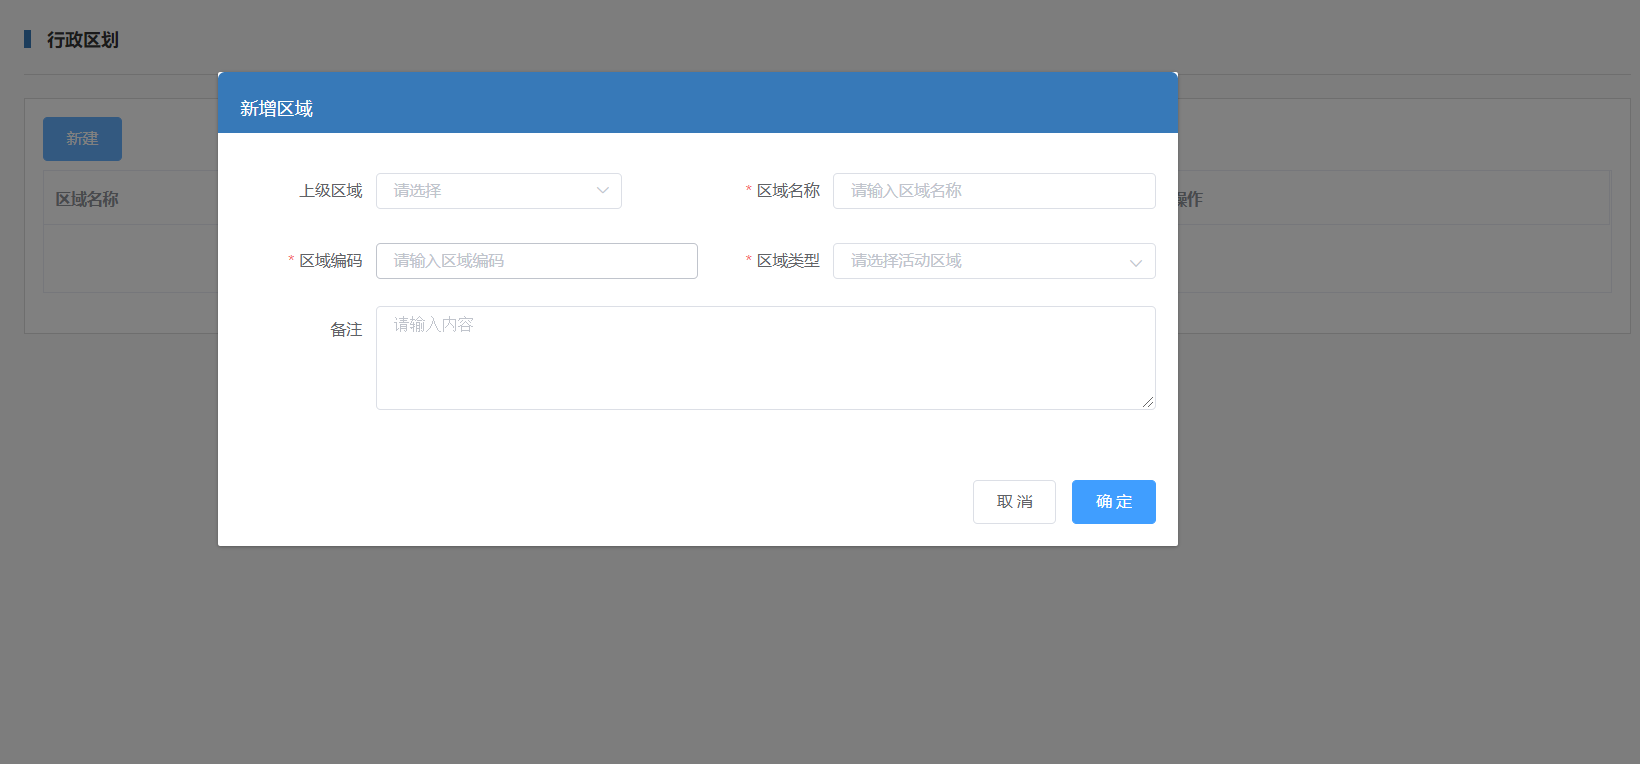 行政区划
新增区域
新建
上级区域 请选择 * 区域名称 请输入区域名称
区域名称 操作
* 区域编码 请输入区域编码 * 区域类型 请选择活动区域
备注 请输入内容
取 消 确 定